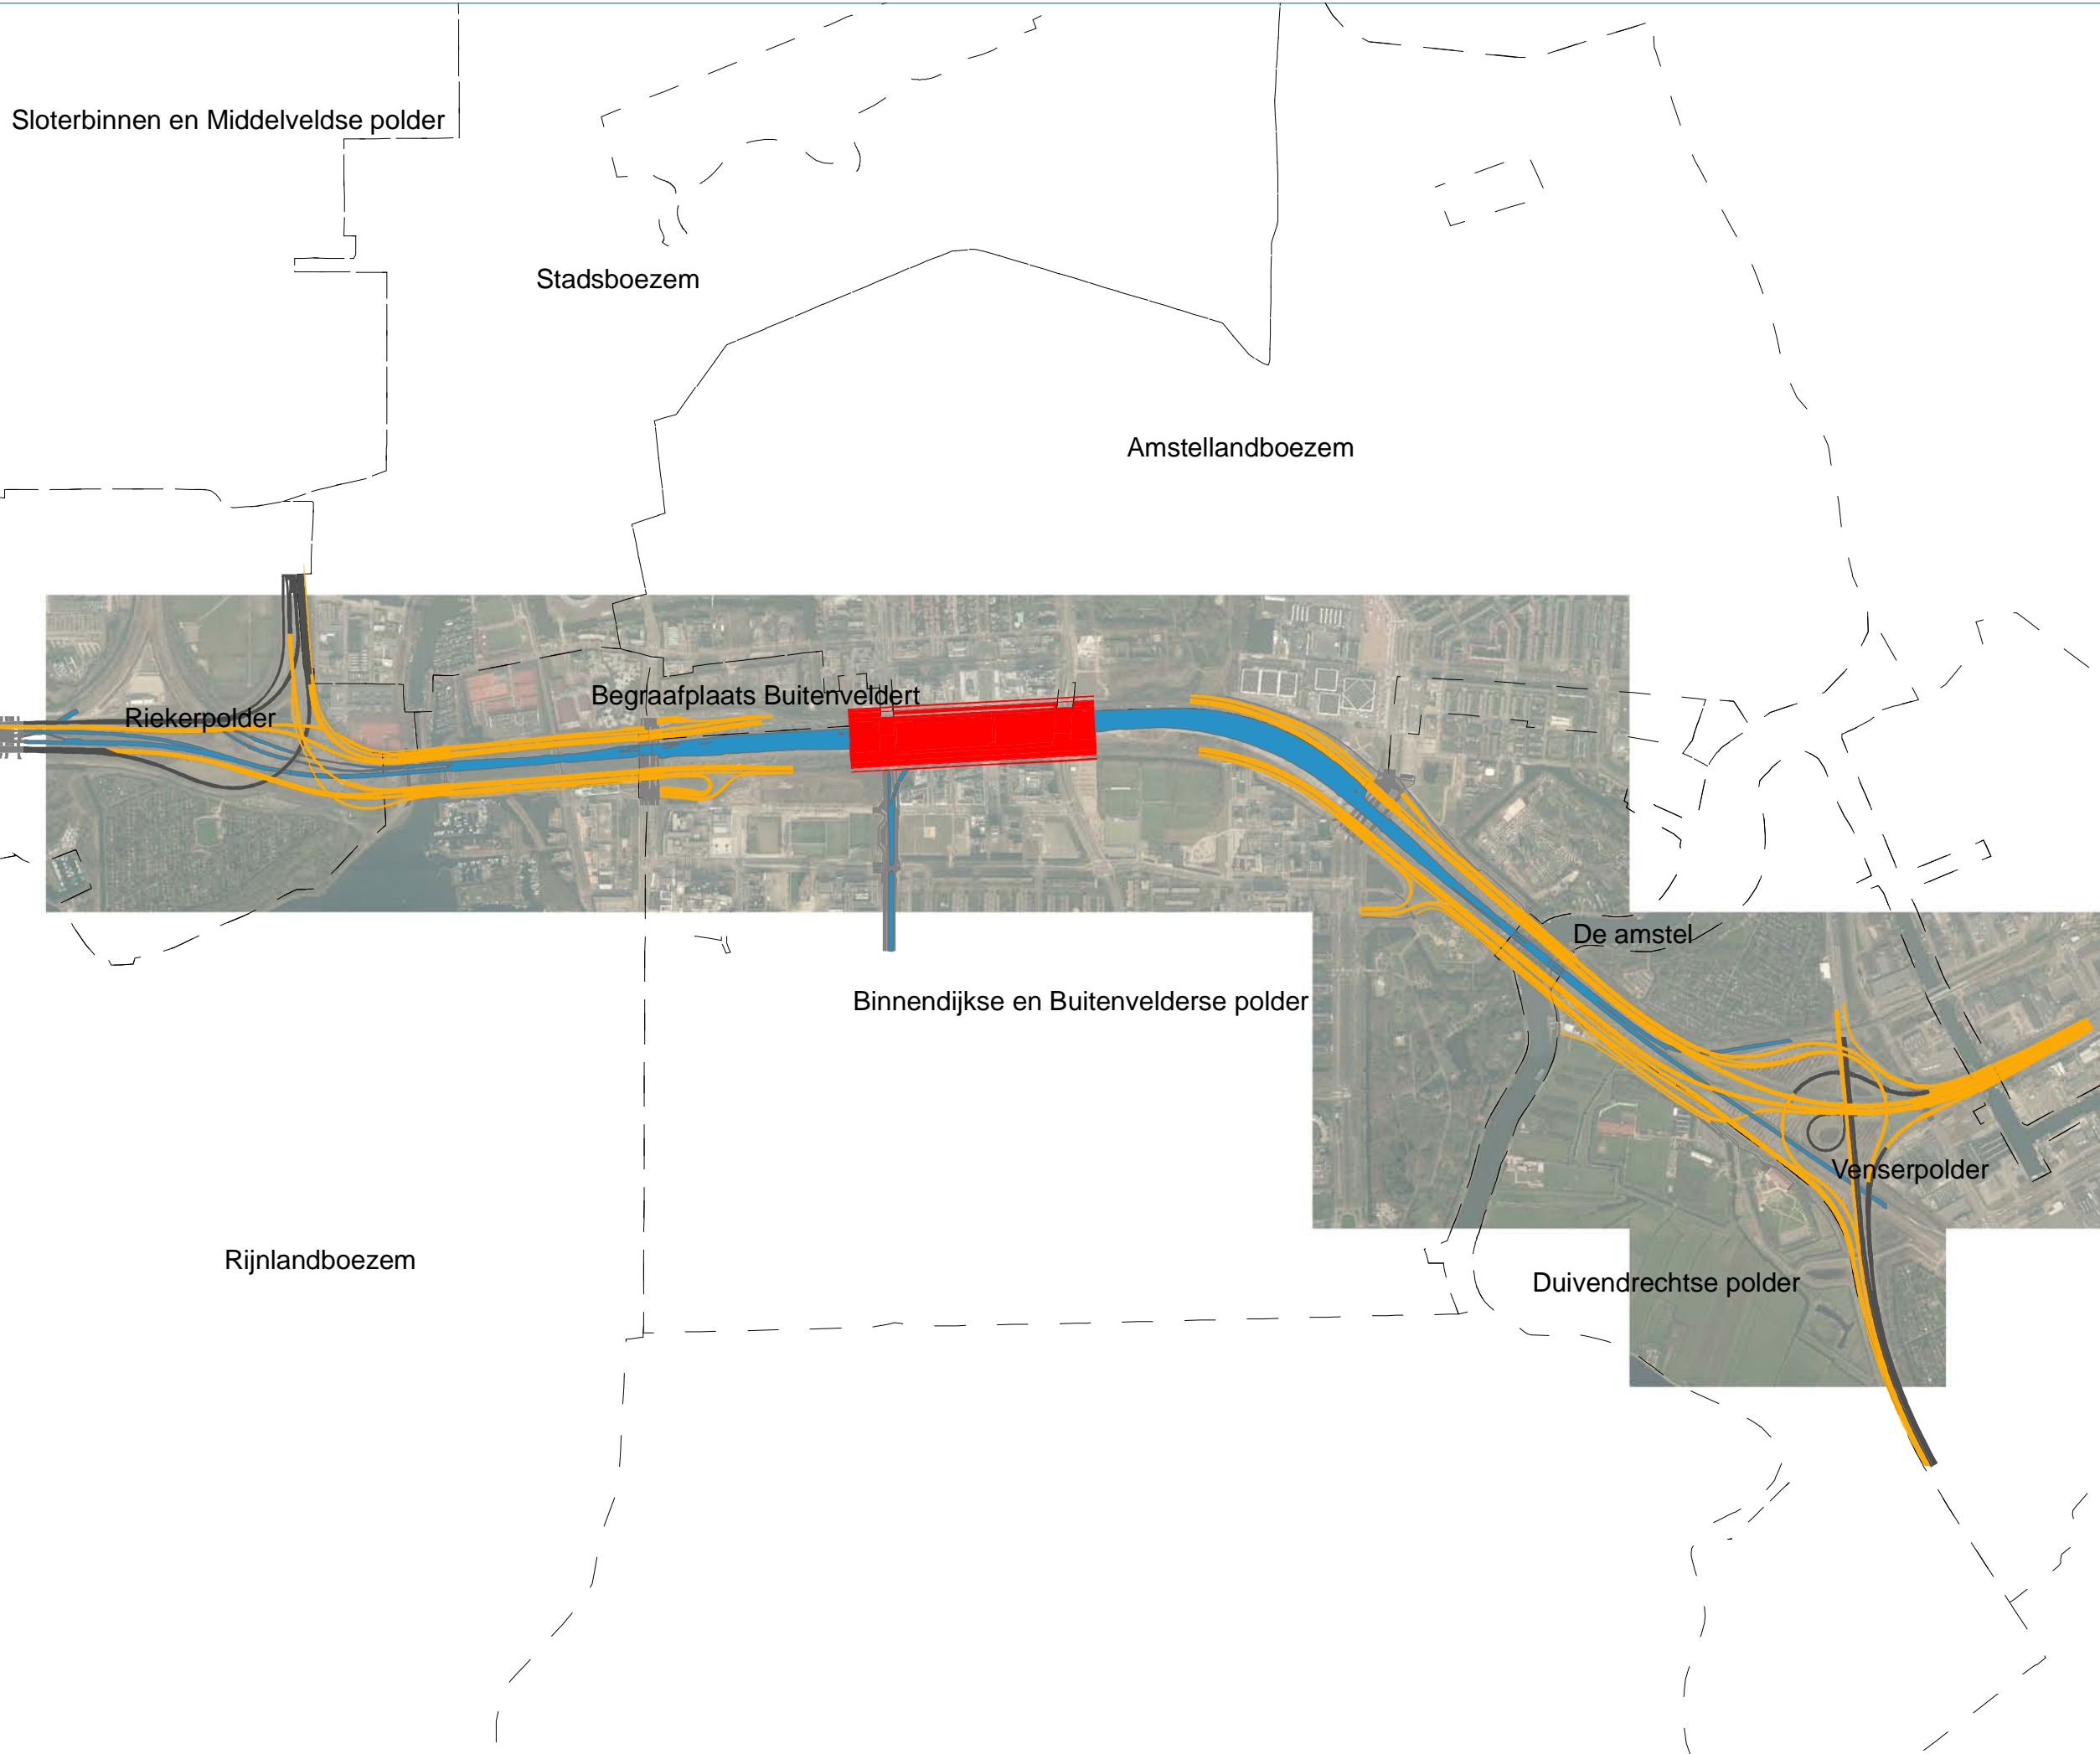 Sloterbinnen en Middelveldse polder
Stadsboezem
Amstellandboezem
Begraafplaats Buitenveldert
Riekerpolder
De amstel
Binnendijkse en Buitenvelderse polder
Venserpolder
Rijnlandboezem
Duivendrechtse polder